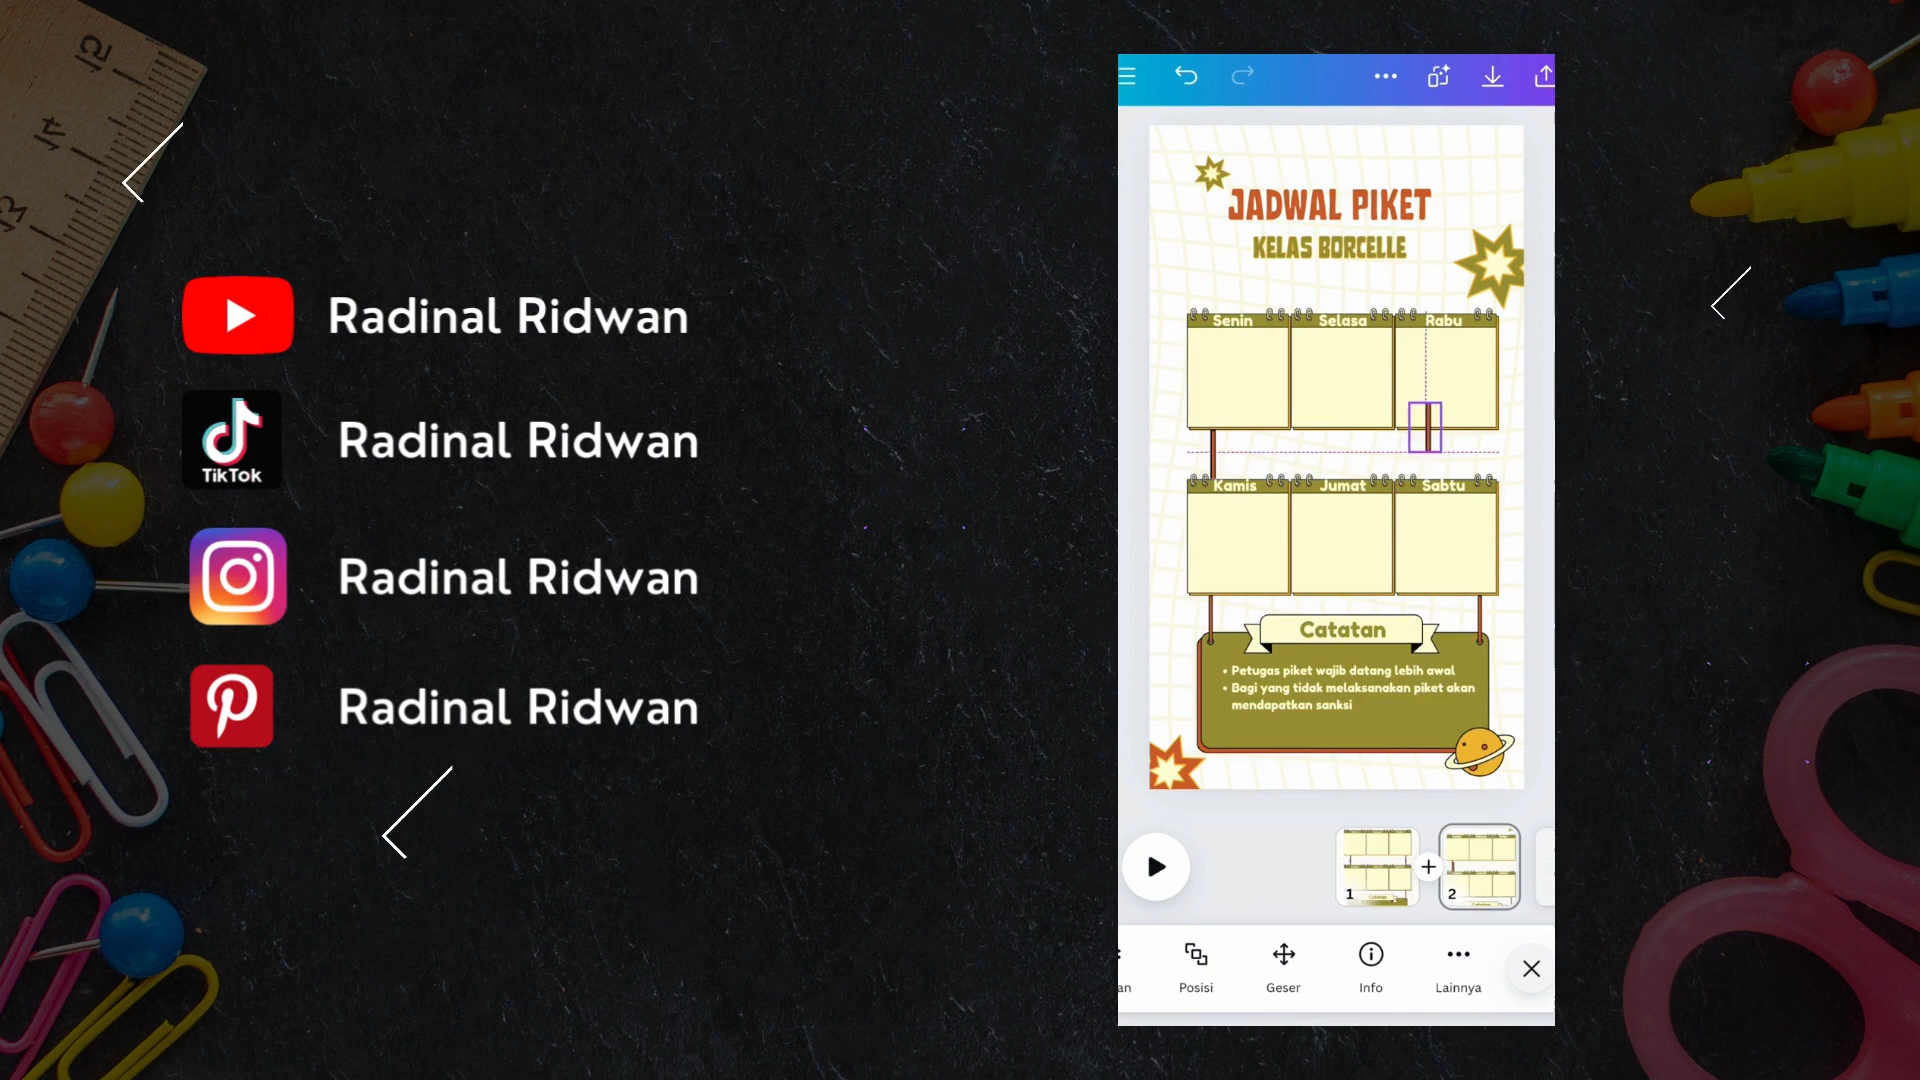 Radinal Ridwan
TikTok
Radinal Ridwan
Radinal Ridwan
Radinal Ridwan
JADWAL PIKET
KELAS BORCELLE
Senin Selasa Rabu
Kamis Jumat Sabtu
Catatan
• Petugas piket wajib datang lebih awal
• Bagi yang tidak melaksanakan piket akan
mendapatkan sanksi
1 2
an Posisi Geser Info Lainnya